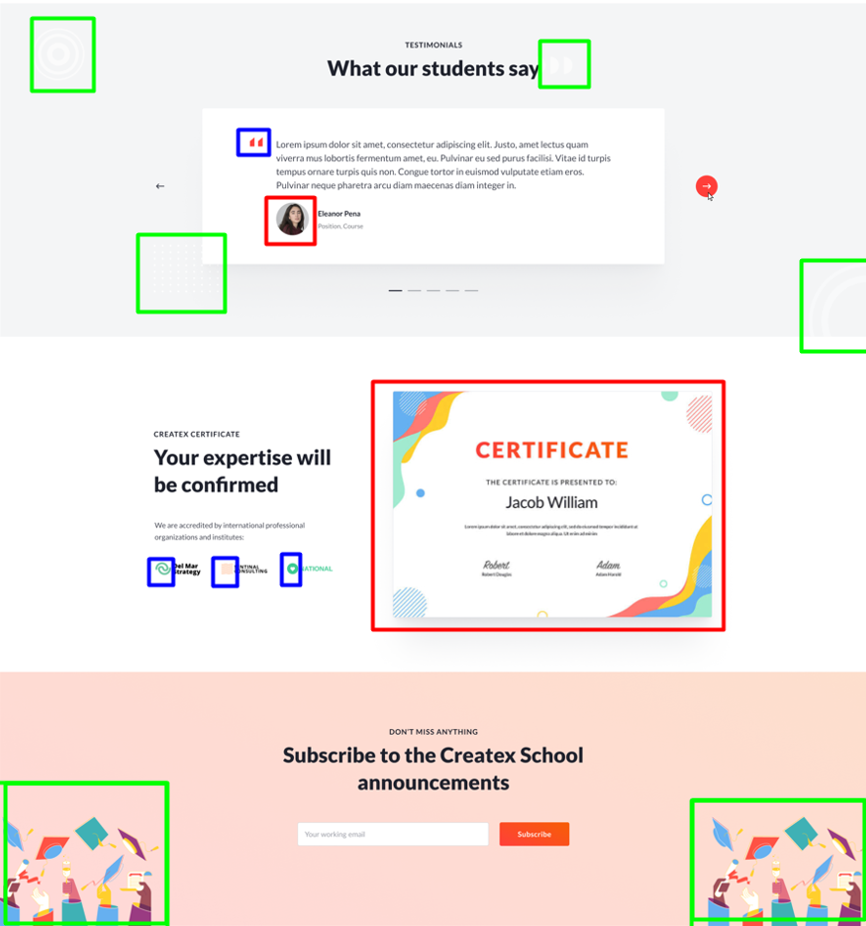 TESTIMONIALS
What our students say
Lorem ipsum dolor sit amet, consectetur adipiscing elit. Justo, amet lectus quam
viverra mus lobortis fermentum amet, eu. Pulvinar eu sed purus facilisi. Vitae id turpis
tempus ornare turpis quis non. Congue tortor in euismod vulputate etiam eros.
Pulvinar neque pharetra arcu diam maecenas diam integer in.
Eleanor Pena
Position, Course
CREATEX CERTIFICATE
Your expertise will
be confirmed
We are accredited by international professional
organizations and institutes:
Del Mar
Strategy
NTINAL
ONSULTING
NATIONAL
CERTIFICATE
THE CERTIFICATE IS PRESENTED TO:
Jacob William
Lorem ipsum dolor sit amet, consectetur adipiscing elit, sed do eiusmod tempor incididunt ut
labore et dolore magna aliqua. Ut enim ad minim
Robert
Robert Douglas
Adam
DON'T MISS ANYTHING
Subscribe to the Createx School
announcements
Your working email
Subscribe